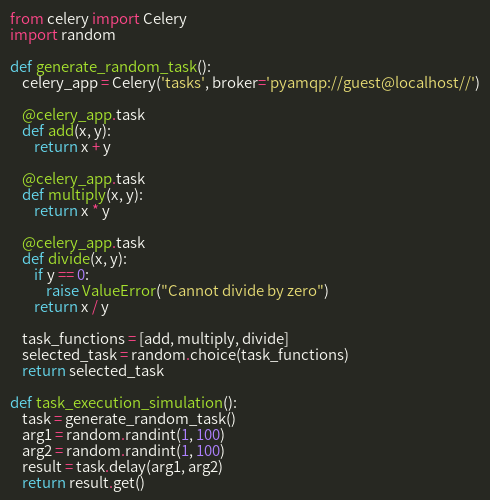 from celery import Celery
import random

def generate_random_task():
    celery_app = Celery('tasks', broker='pyamqp://guest@localhost//')

    @celery_app.task
    def add(x, y):
        return x + y

    @celery_app.task
    def multiply(x, y):
        return x * y

    @celery_app.task
    def divide(x, y):
        if y == 0:
            raise ValueError("Cannot divide by zero")
        return x / y

    task_functions = [add, multiply, divide]
    selected_task = random.choice(task_functions)
    return selected_task

def task_execution_simulation():
    task = generate_random_task()
    arg1 = random.randint(1, 100)
    arg2 = random.randint(1, 100)
    result = task.delay(arg1, arg2)
    return result.get()